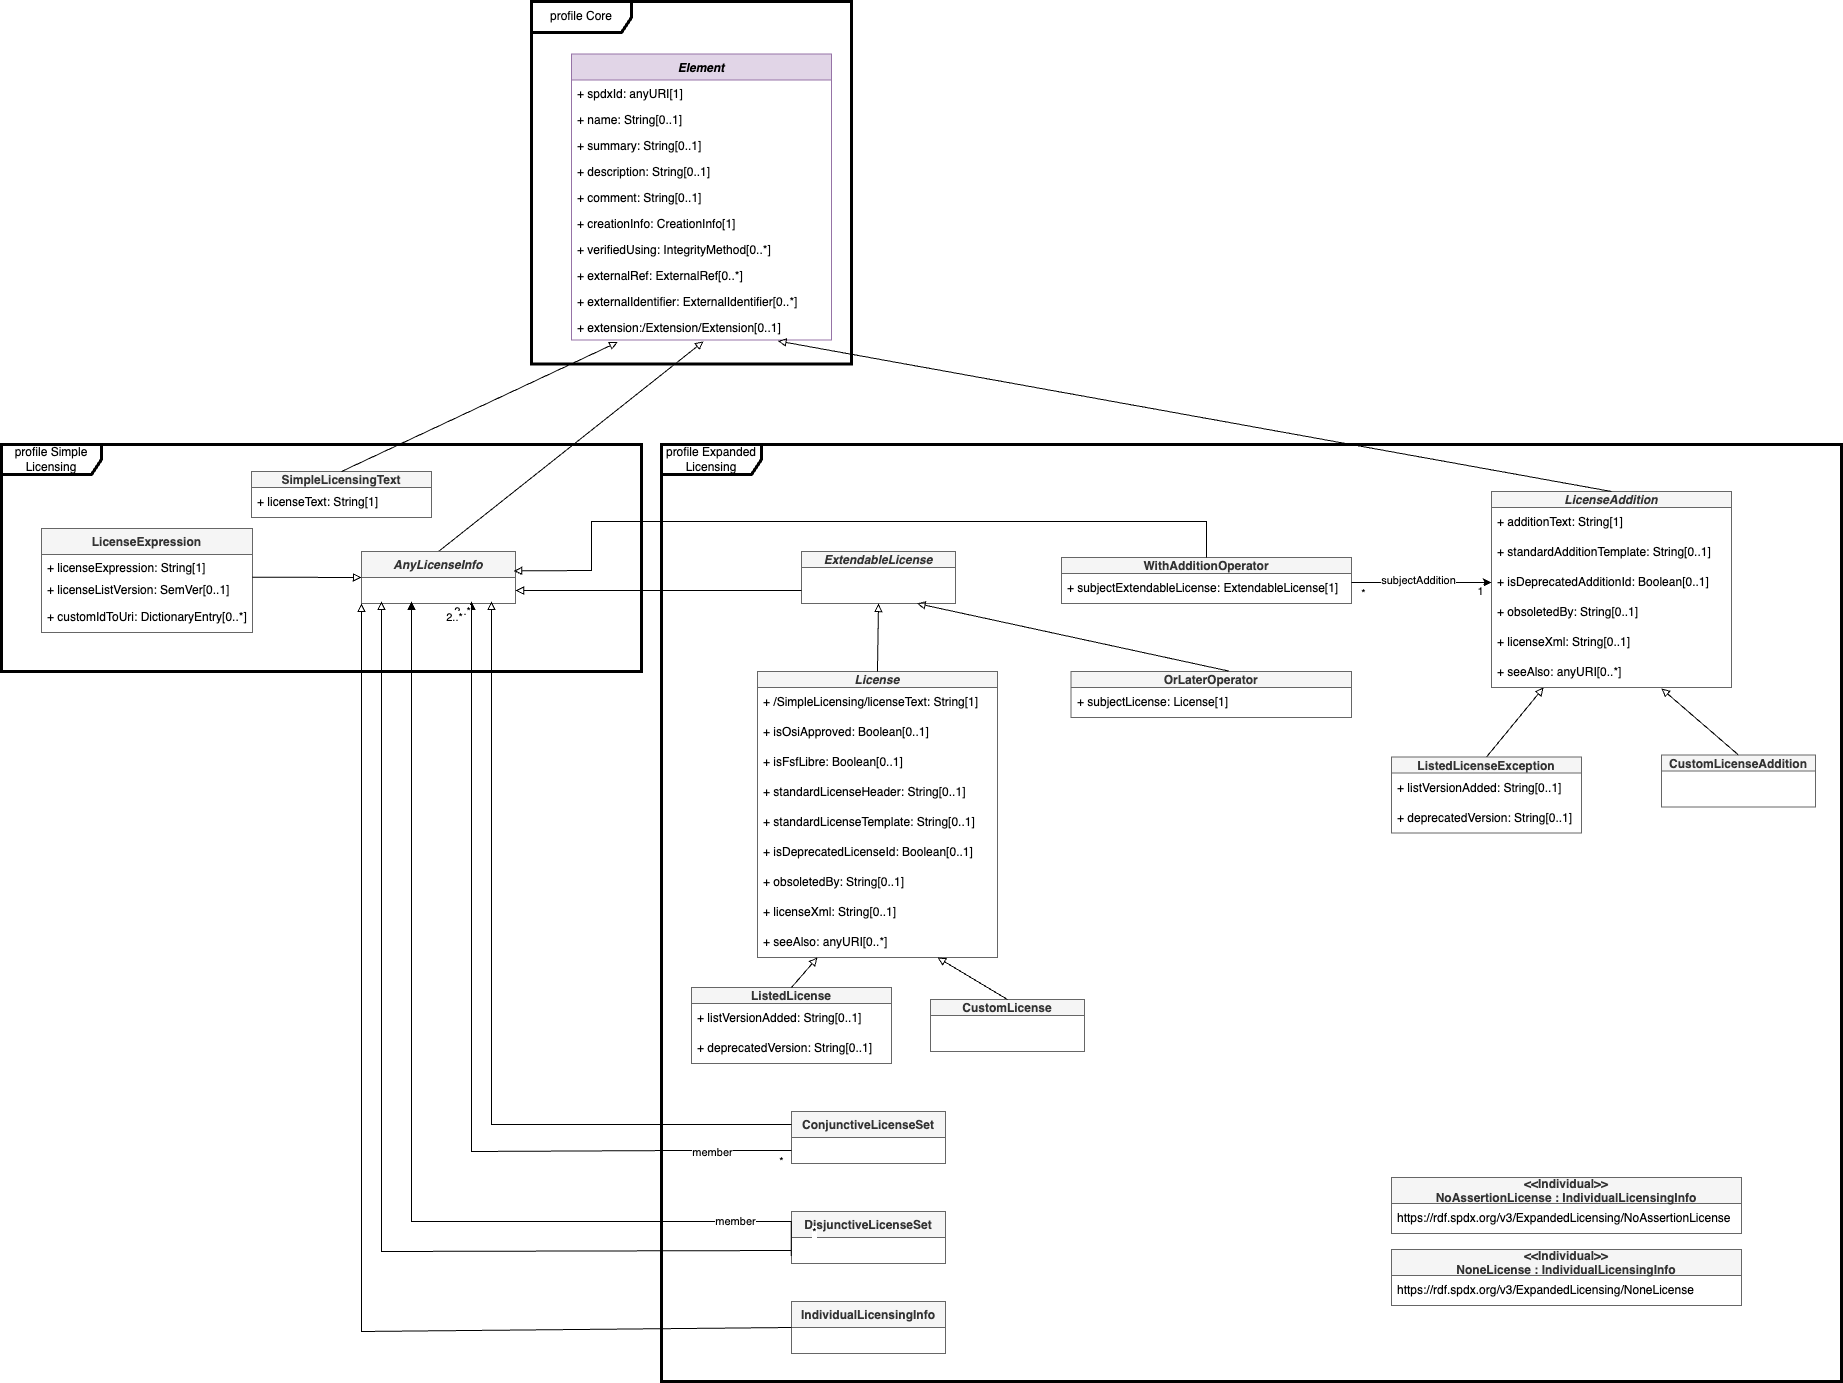 profile Core
Element
+ spdxId: anyURI[1]
+ name: String[0..1]
+ summary: String[0..1]
+ description: String[0..1]
+ comment: String[0..1]
+ creationInfo: CreationInfo[1]
+ verifiedUsing: IntegrityMethod[0..*]
+ externalRef: ExternalRef[0..*]
+ externalIdentifier: ExternalIdentifier[0..*]
+ extension:/Extension/Extension[0..1]
profile Simple
Licensing
SimpleLicensingText
+ licenseText: String[1]
LicenseExpression
+ licenseExpression: String[1]
+ licenseListVersion: SemVer[0..1]
+ customIdToUri: DictionaryEntry[0..*]
AnyLicenseInfo
2..*
profile Expanded
Licensing
ExtendableLicense
WithAdditionOperator
+ subjectExtendableLicense: ExtendableLicense[1]
subjectAddition
*
1
LicenseAddition
+ additionText: String[1]
+ standardAdditionTemplate: String[0..1]
+ isDeprecatedAdditionId: Boolean[0..1]
+ obsoletedBy: String[0..1]
+ licenseXml: String[0..1]
+ seeAlso: anyURI[0..*]
License
+ /SimpleLicensing/licenseText: String[1]
+ isOsiApproved: Boolean[0..1]
+ isFsfLibre: Boolean[0..1]
+ standardLicenseHeader: String[0..1]
+ standardLicenseTemplate: String[0..1]
+ isDeprecatedLicenseId: Boolean[0..1]
+ obsoletedBy: String[0..1]
+ licenseXml: String[0..1]
+ seeAlso: anyURI[0..*]
OrLaterOperator
+ subjectLicense: License[1]
ListedLicenseException
+ listVersionAdded: String[0..1]
+ deprecatedVersion: String[0..1]
CustomLicenseAddition
ListedLicense
+ listVersionAdded: String[0..1]
+ deprecatedVersion: String[0..1]
CustomLicense
ConjunctiveLicenseSet
member
*
member
DisjunctiveLicenseSet
IndividualLicensingInfo
<<Individual>>
NoAssertionLicense : IndividualLicensingInfo
https://rdf.spdx.org/v3/ExpandedLicensing/NoAssertionLicense
<<Individual>>
NoneLicense : IndividualLicensingInfo
https://rdf.spdx.org/v3/ExpandedLicensing/NoneLicense